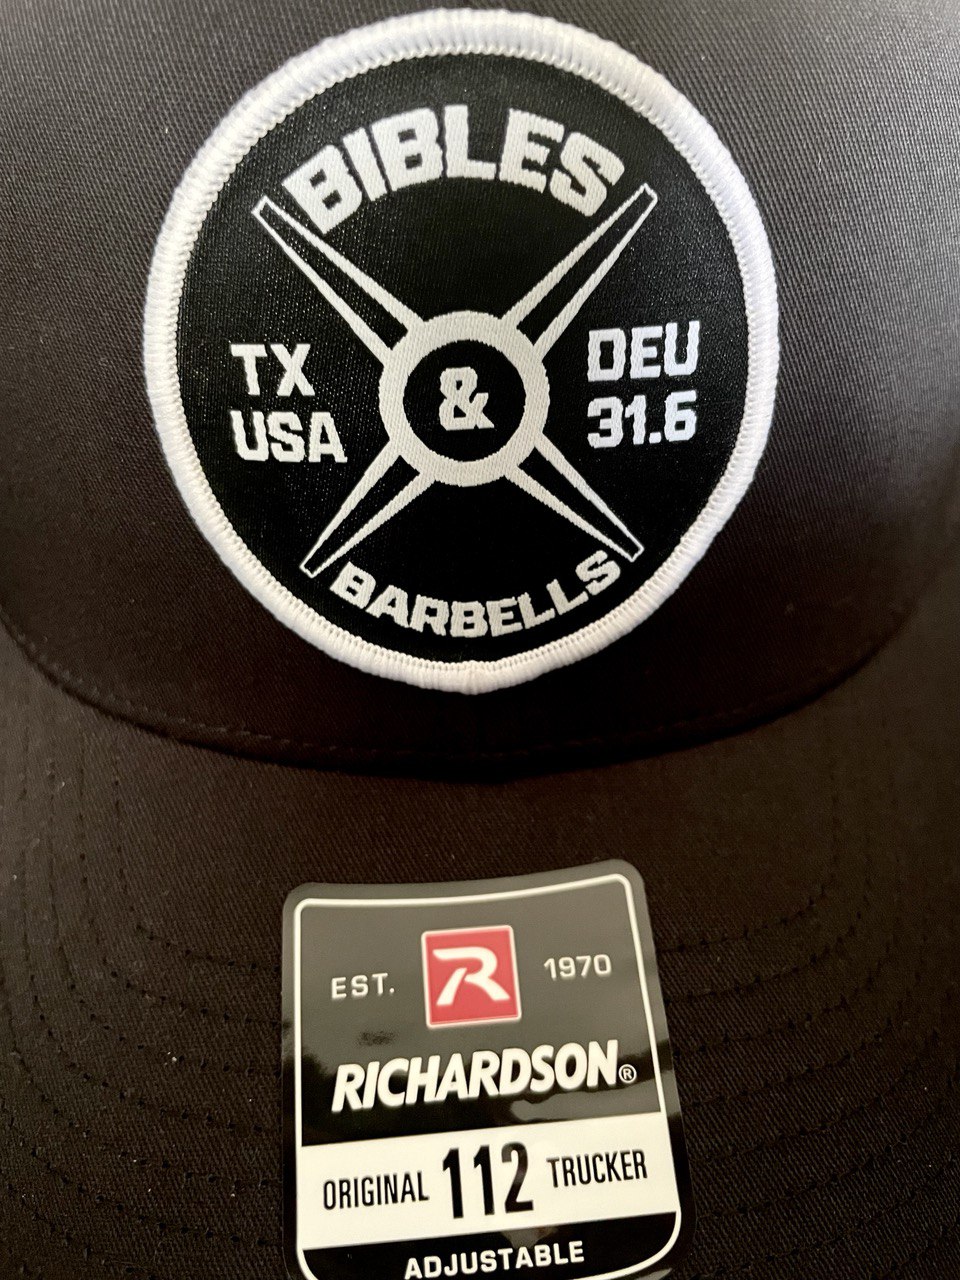 BIBLES
TX
USA
&
DEU
31.6
BARBELLS
EST. R 1970
RICHARDSON®
ORIGINAL 112 TRUCKER
ADJUSTABLE